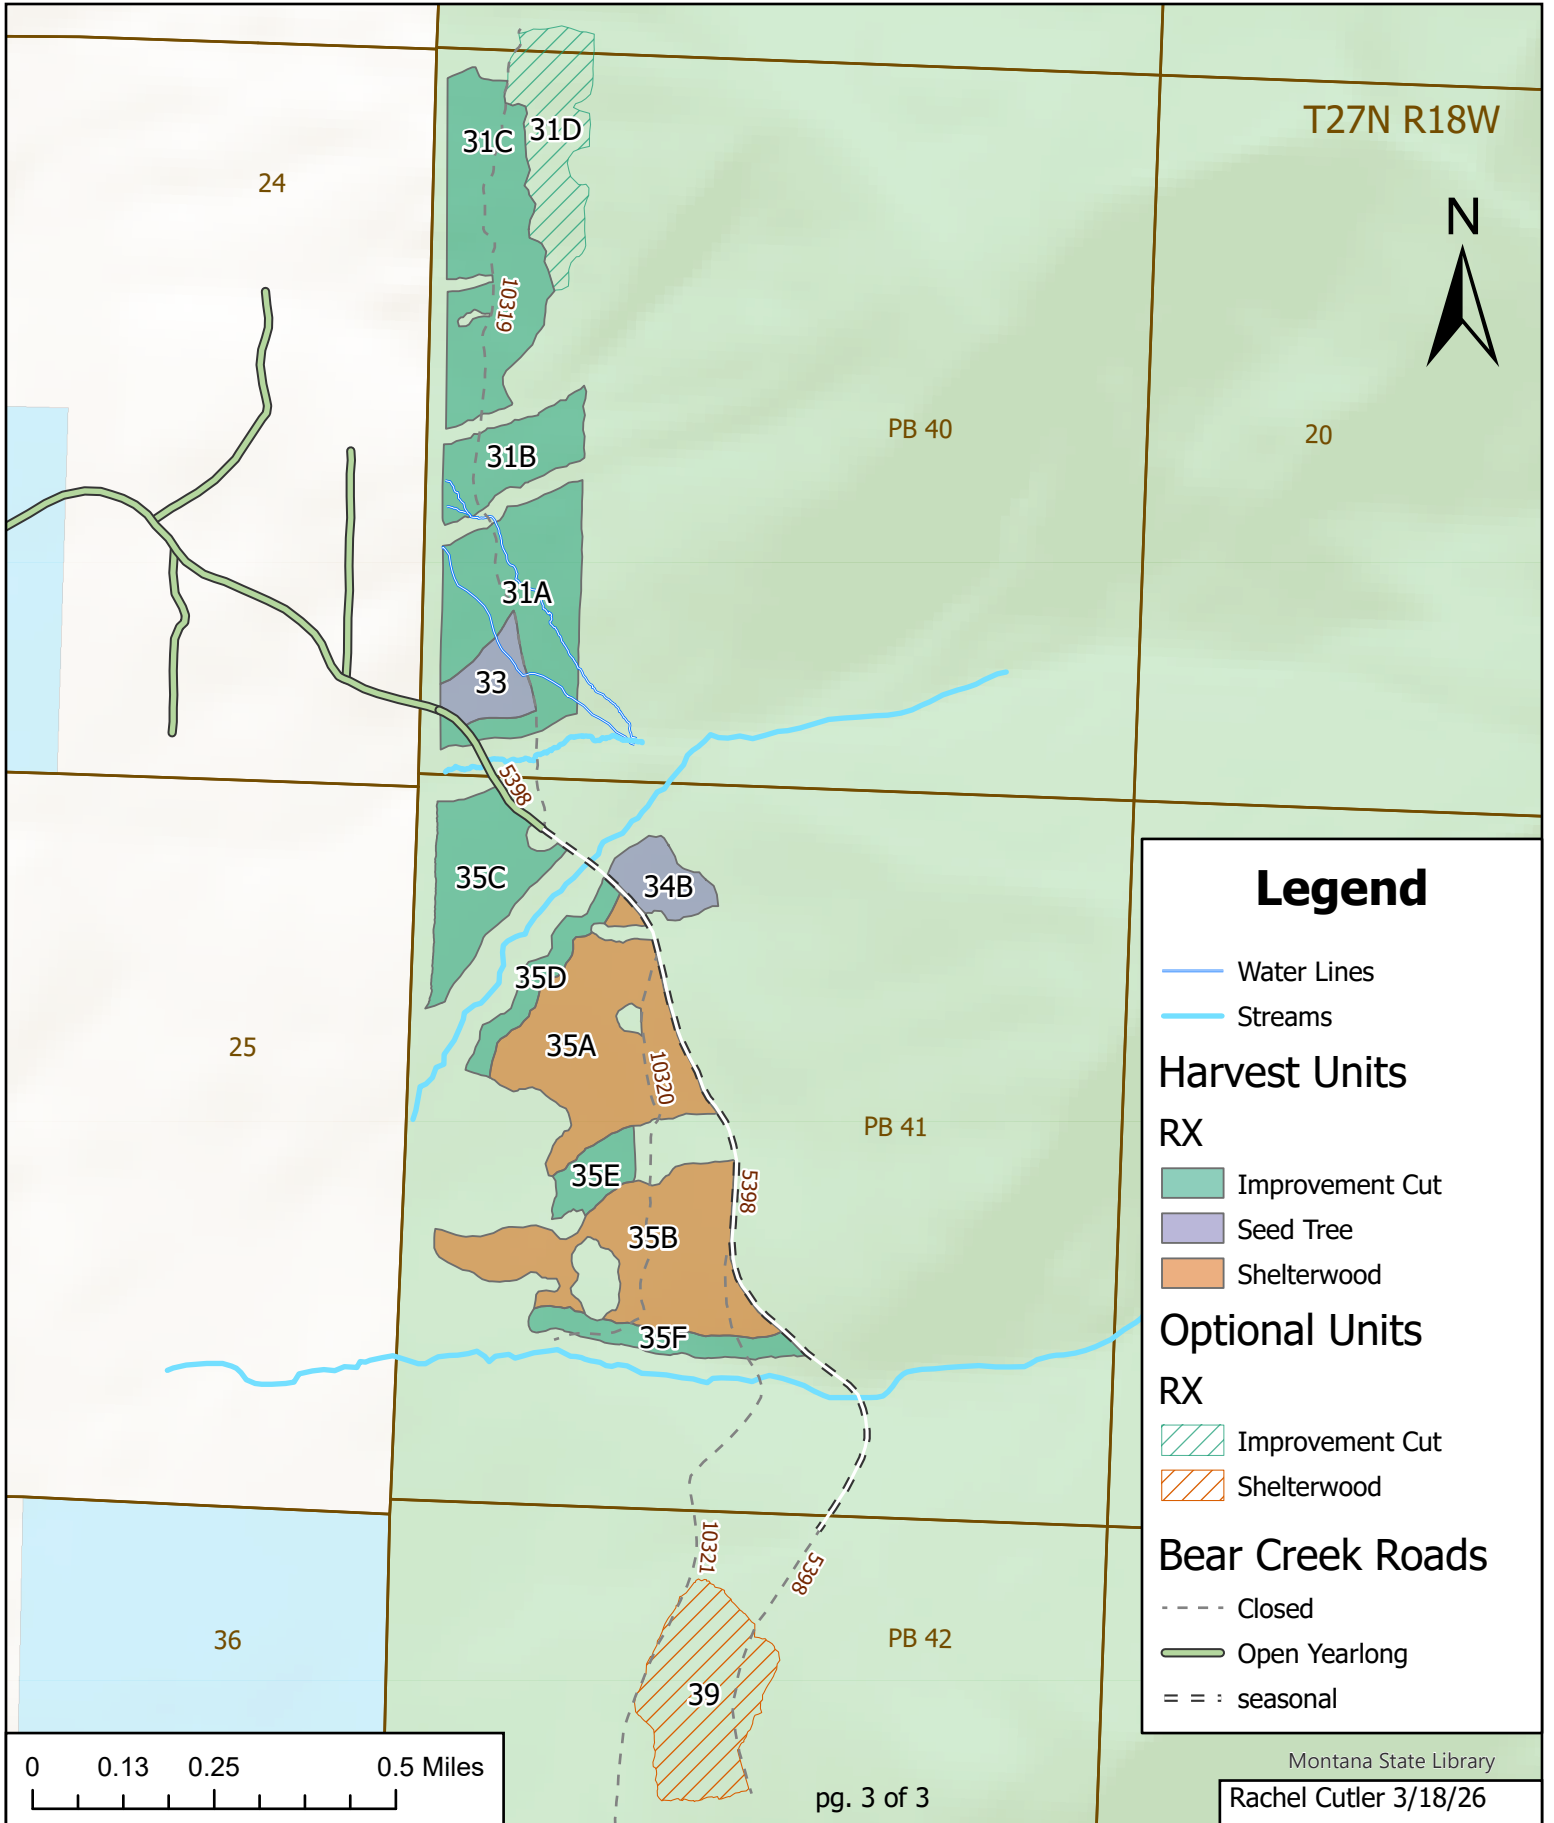 T27N R18W
N
31C
31D
24
10319
PB 40
20
31B
31A
33
5398
35C
34B
35D
25
35A
10320
PB 41
35E
5398
35B
35F
10321
5398
36
PB 42
39
Legend
Water Lines
Streams
Harvest Units
RX
Improvement Cut
Seed Tree
Shelterwood
Optional Units
RX
Improvement Cut
Shelterwood
Bear Creek Roads
Closed
Open Yearlong
seasonal
0 0.13 0.25 0.5 Miles
pg. 3 of 3
Montana State Library
Rachel Cutler 3/18/26